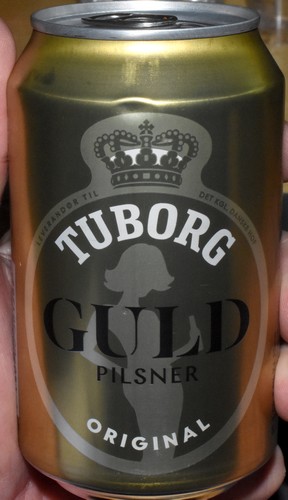 LEVERANDØR TIL DET KGL. DANSKE HOF
TUBORG
GULD
PILSNER
ORIGINAL